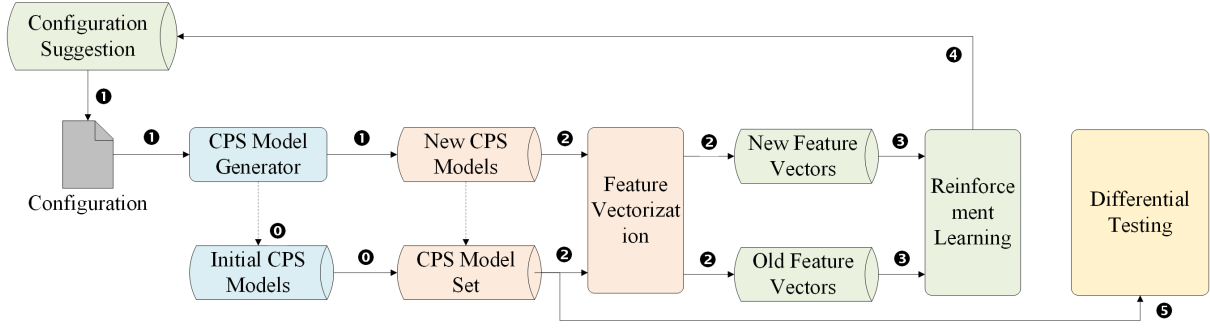 Configuration
Suggestion
❹
❶
❶
CPS Model
Generator
❶
New CPS
Models
❷
❷
New Feature
Vectors
❸
Configuration
Feature
Vectorizat
ion
Reinforce
ment
Learning
Differential
Testing
⓿
Initial CPS
Models
⓿
CPS Model
Set
❷
❷
Old Feature
Vectors
❸
❺